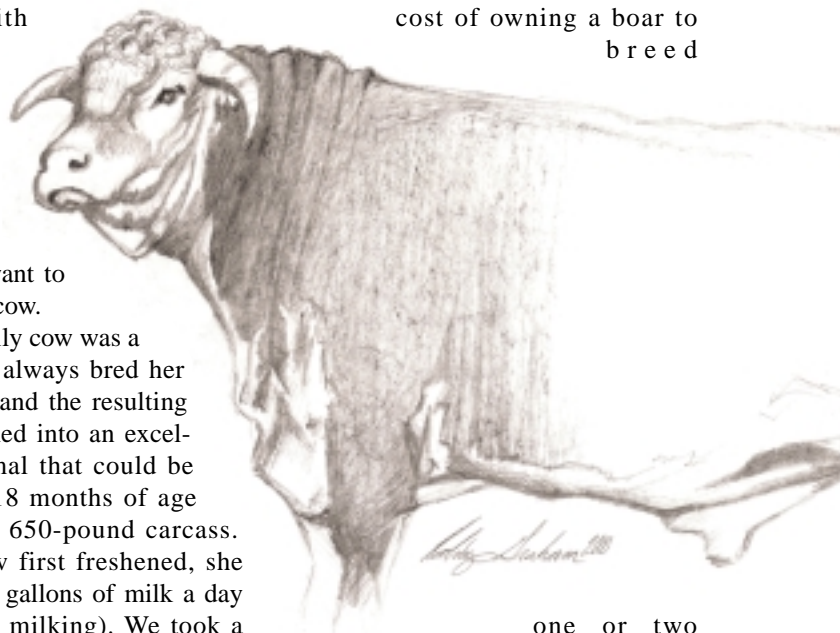 ith
ant to
cow.
ly cow was a
always bred her
and the resulting
ed into an excel-
nal that could be
18 months of age
650-pound carcass.
first freshened, she
gallons of milk a day
milking). We took a
cost of owning a boar to
breed
one or two